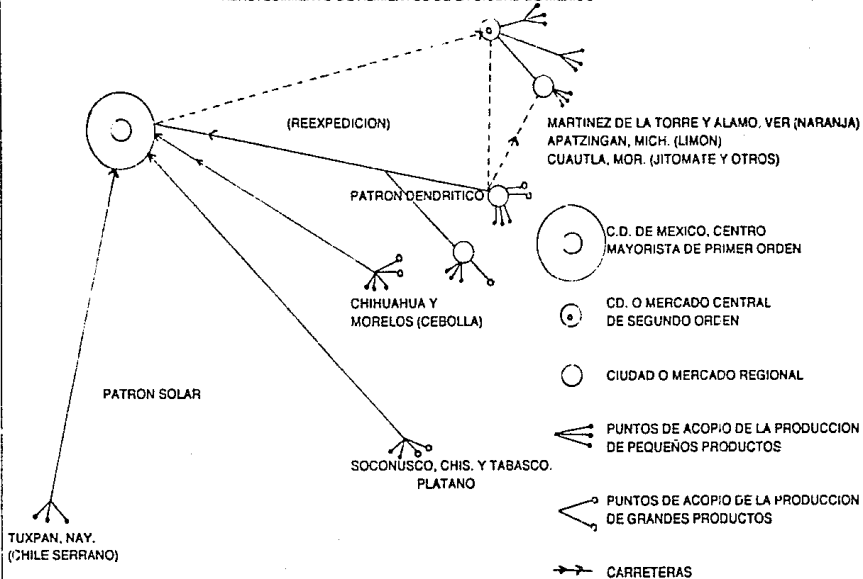 (REEXPEDICION)
MARTINEZ DE LA TORRE Y ALAMO, VER (NARANJA)
APATZINGAN, MICH. (LIMON)
CUAUTLA, MOR. (JITOMATE Y OTROS)
PATRON DENDRITICO
C.D. DE MEXICO, CENTRO
MAYORISTA DE PRIMER ORDEN
CHIHUAHUA Y
MORELOS (CEBOLLA)
CD. O MERCADO CENTRAL
DE SEGUNDO ORDEN
CIUDAD O MERCADO REGIONAL
PATRON SOLAR
PUNTOS DE ACOPIO DE LA PRODUCCION
DE PEQUEÑOS PRODUCTOS
SOCONUSCO, CHIS. Y TABASCO.
PLATANO
PUNTOS DE ACOPIO DE LA PRODUCCION
DE GRANDES PRODUCTOS
TUXPAN, NAY.
(CHILE SERRANO)
CARRETERAS